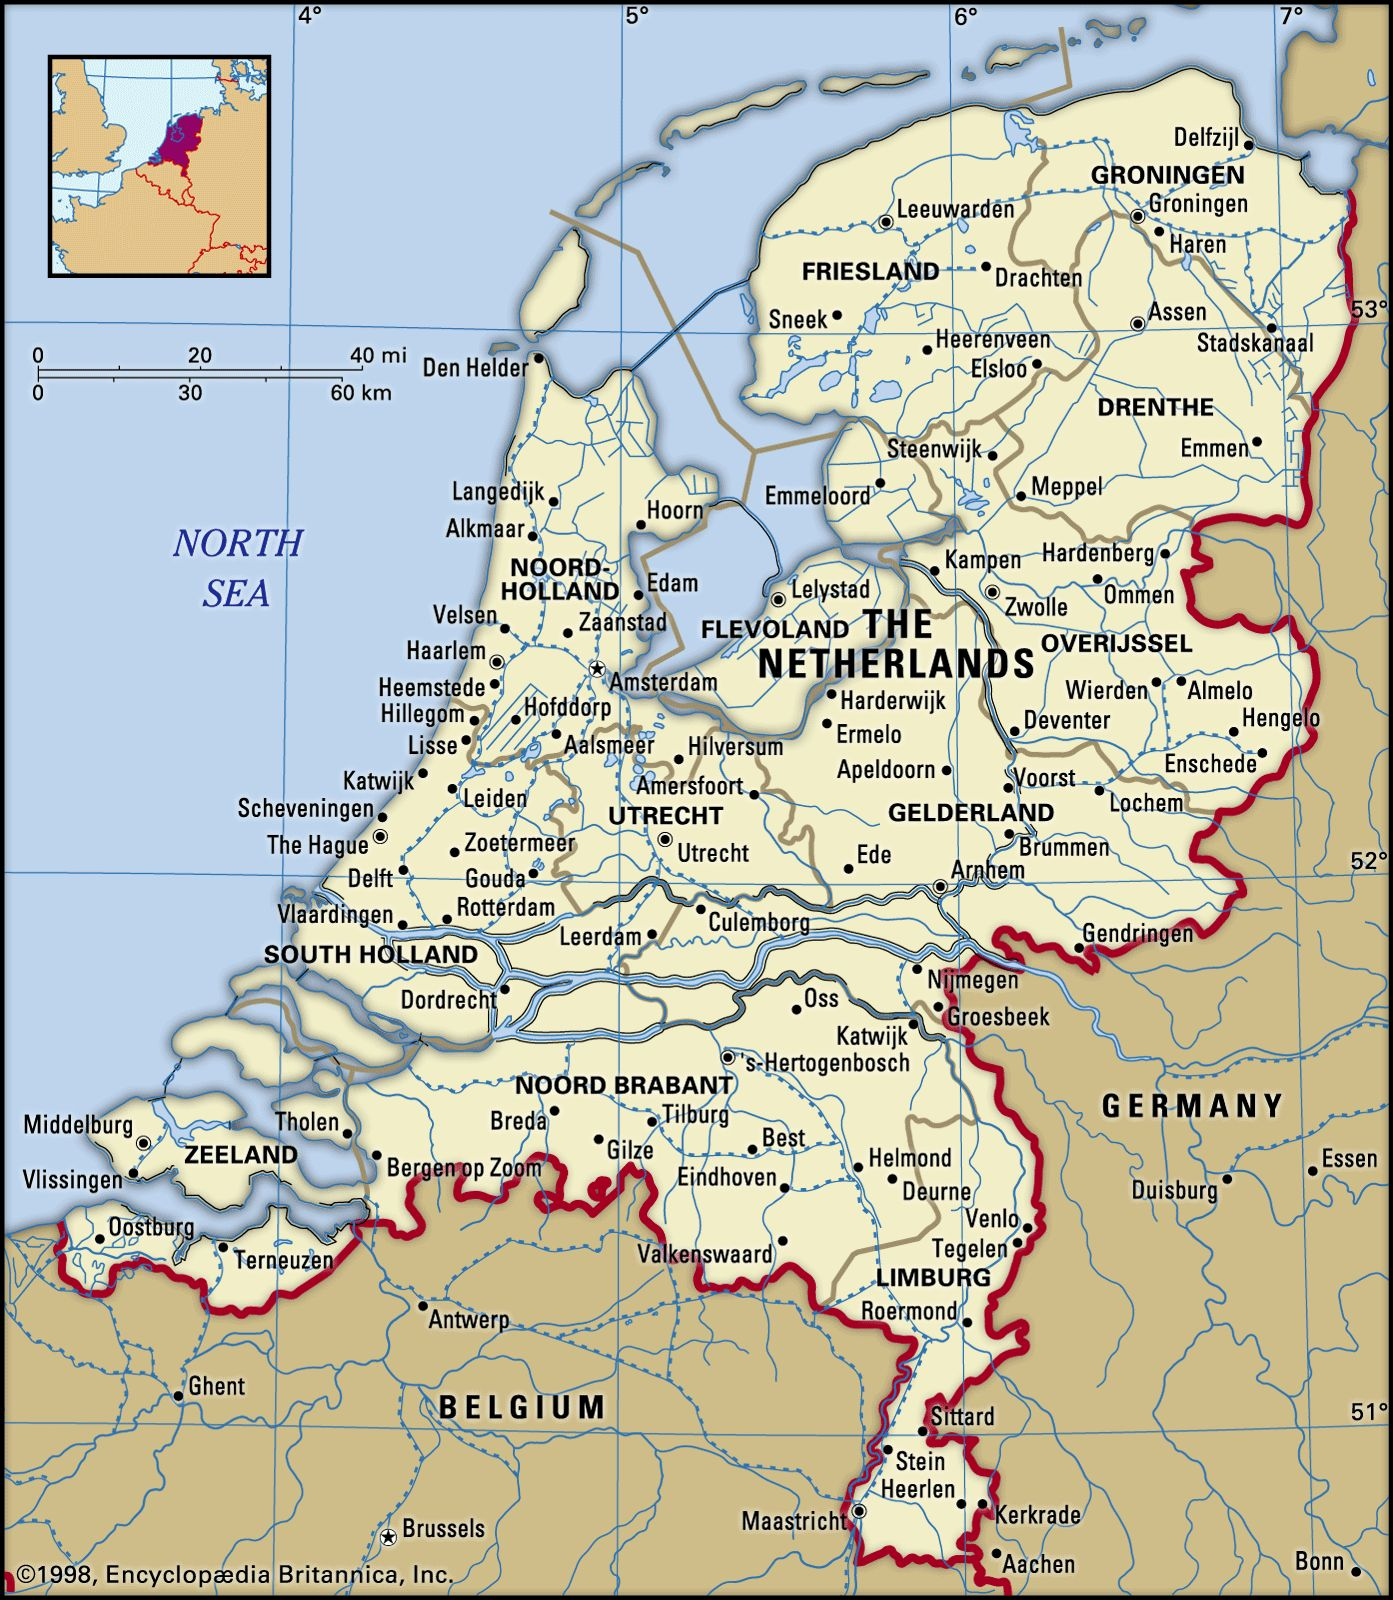 4°
5°
6°
7°
Delfzijl
GRONINGEN
Groningen
Leeuwarden
Haren
FRIESLAND
Drachten
53°
Assen
Sneek
Stadskanaal
Heerenveen
0 20 40 mi
Den Helder
Elsloo
0 30 60 km
DRENTHE
Emmen
Steenwijk
Langedijk
Emmeloord
Meppel
Hoorn
Alkmaar
NORTH
SEA
Hardenberg
Kampen
NOORD-
HOLLAND
Edam
Lelystad
Ommen
Zwolle
Velsen
Zaanstad
FLEVOLAND
THE
NETHERLANDS
OVERIJSSEL
Haarlem
Amsterdam
Heemstede
Wierden
Almelo
Harderwijk
Hillegom
Hofddorp
Deventer
Hengelo
Ermelo
Lisse
Aalsmeer
Hilversum
Enschede
Apeldoorn
Katwijk
Amersfoort
Voorst
Leiden
Lochem
Scheveningen
UTRECHT
GELDERLAND
The Hague
Zoetermeer
Utrecht
Brummen
Ede
52°
Arnhem
Delft
Gouda
Vlaardingen
Rotterdam
Culemborg
Leerdam
Gendringen
SOUTH HOLLAND
Nijmegen
Dordrecht
Oss
Groesbeek
Katwijk
's-Hertogenbosch
NOORD BRABANT
GERMANY
Middelburg
Tholen
Breda
Tilburg
Best
ZEELAND
Gilze
Helmond
Essen
Vlissingen
Bergen op Zoom
Eindhoven
Deurne
Duisburg
Oostburg
Venlo
Terneuzen
Valkenswaard
Tegelen
LIMBURG
Roermond
Antwerp
Ghent
BELGIUM
51°
Sittard
Stein
Heerlen
Maastricht
Kerkrade
Brussels
Aachen
Bonn
©1998, Encyclopædia Britannica, Inc.